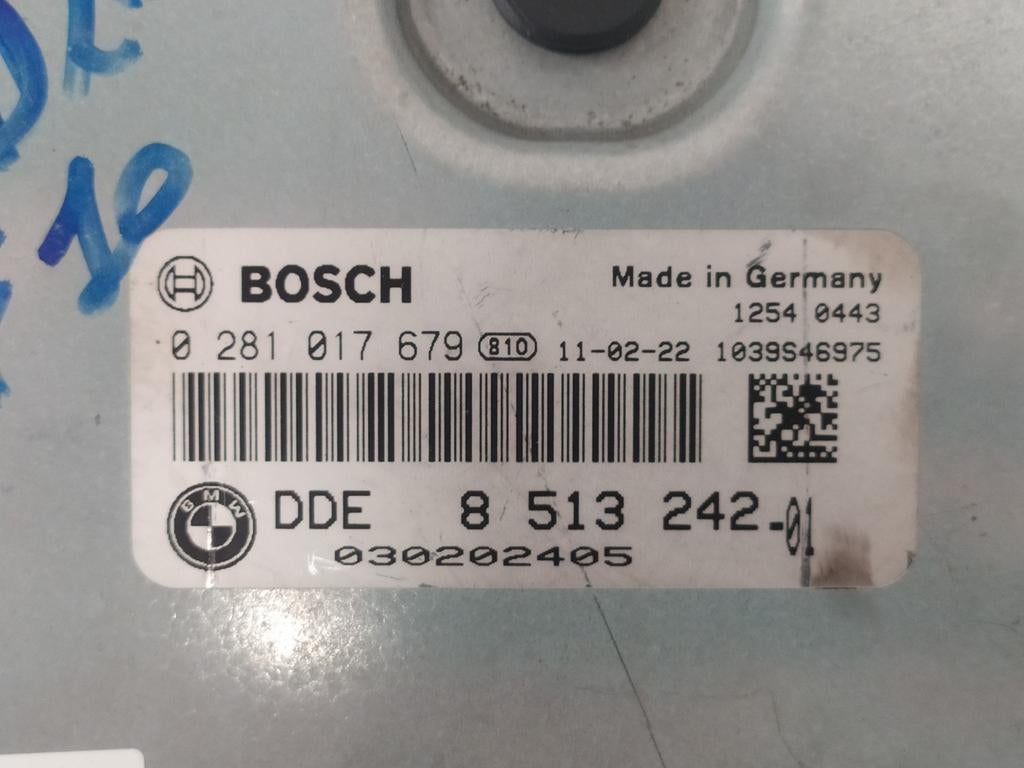 10
BOSCH Made in Germany
1254 0443
0 281 017 679 810 11-02-22 1039S46975
BMW DDE 8 513 242-01
030202405